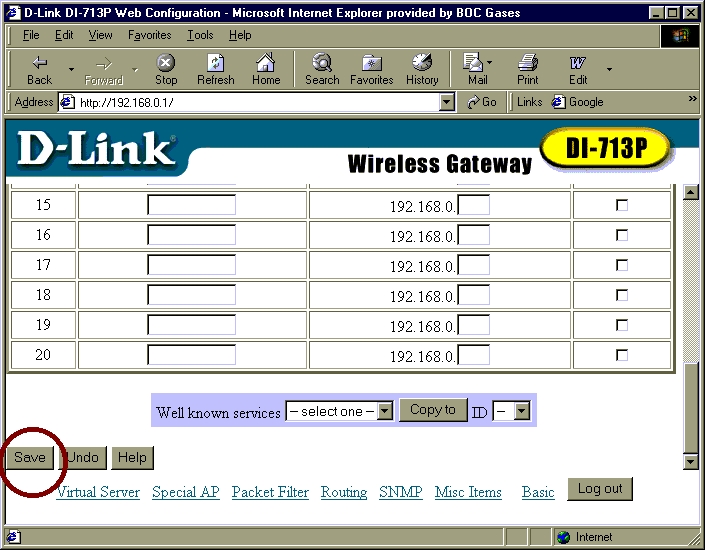 D-Link DI-713P Web Configuration - Microsoft Internet Explorer provided by BOC Gases
File Edit View Favorites Tools Help
Back Forward Stop Refresh Home Search Favorites History Mail Print Edit
Address http://192.168.0.1/ Go Links Google »
D-Link Wireless Gateway DI-713P
15 192.168.0.
16 192.168.0.
17 192.168.0.
18 192.168.0.
19 192.168.0.
20 192.168.0.
Well known services -- select one -- Copy to ID --
Save Undo Help
Virtual Server Special AP Packet Filter Routing SNMP Misc Items Basic Log out
Internet